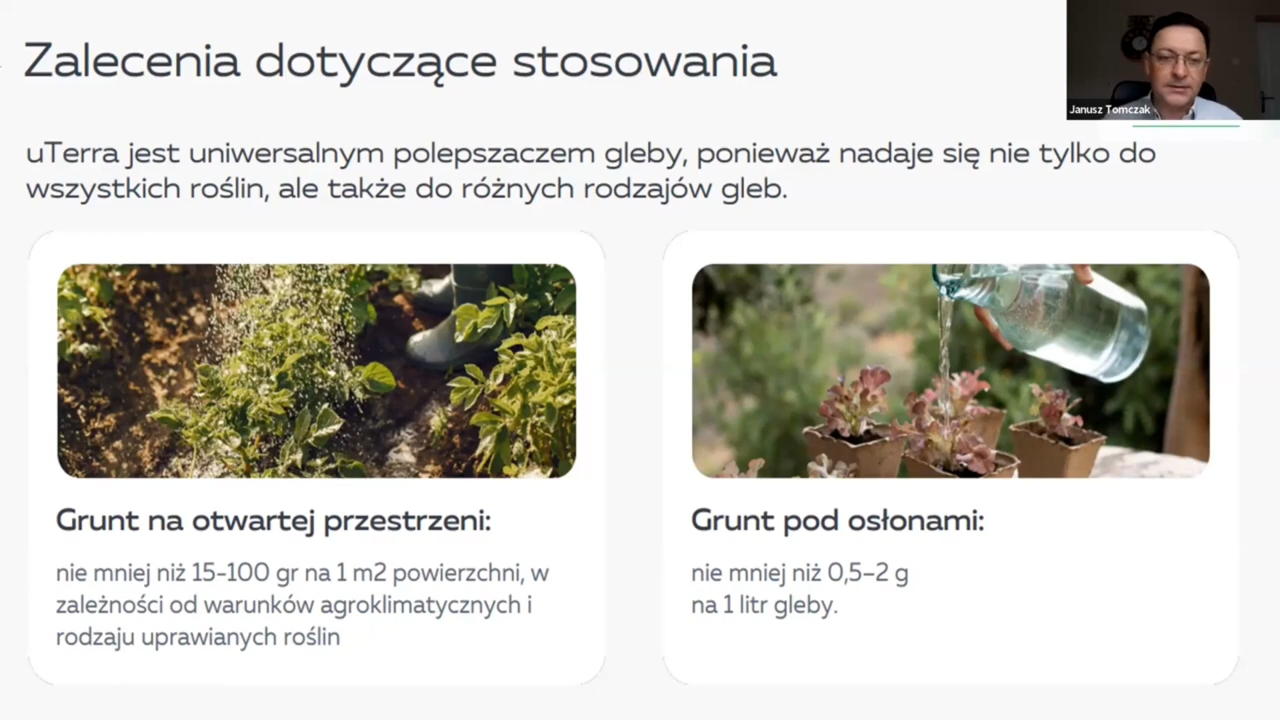 Zalecenia dotyczące stosowania
Janusz Tomczak
uTerra jest uniwersalnym polepszaczem gleby, ponieważ nadaje się nie tylko do
wszystkich roślin, ale także do różnych rodzajów gleb.
Grunt na otwartej przestrzeni:
nie mniej niż 15-100 gr na 1 m2 powierzchni, w
zależności od warunków agroklimatycznych i
rodzaju uprawianych roślin
Grunt pod osłonami:
nie mniej niż 0,5–2 g
na 1 litr gleby.